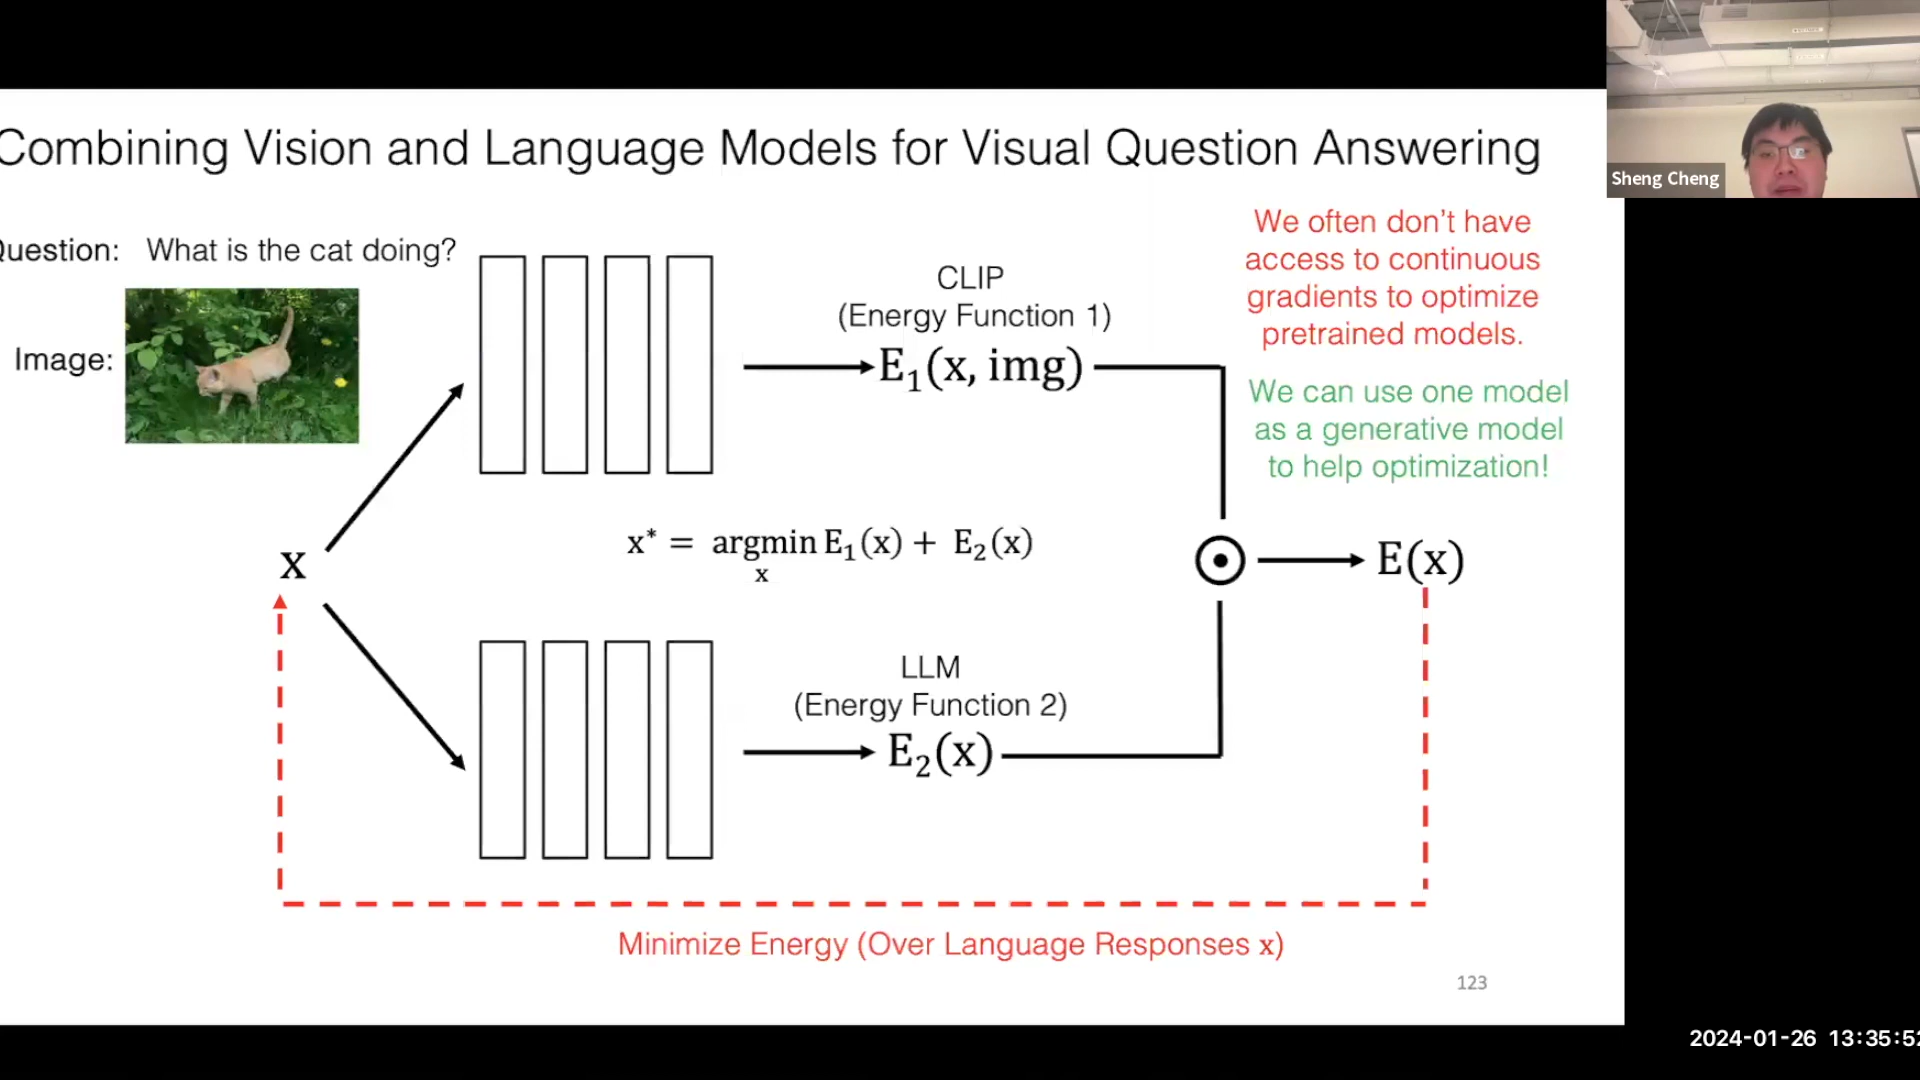 Combining Vision and Language Models for Visual Question Answering
Sheng Cheng
Question: What is the cat doing?
Image:
CLIP
(Energy Function 1)
E₁(x, img)
We often don't have
access to continuous
gradients to optimize
pretrained models.
We can use one model
as a generative model
to help optimization!
x
x* = argmin E₁(x) + E₂(x)
x
E(x)
LLM
(Energy Function 2)
E₂(x)
Minimize Energy (Over Language Responses x)
123
2024-01-26 13:35:52